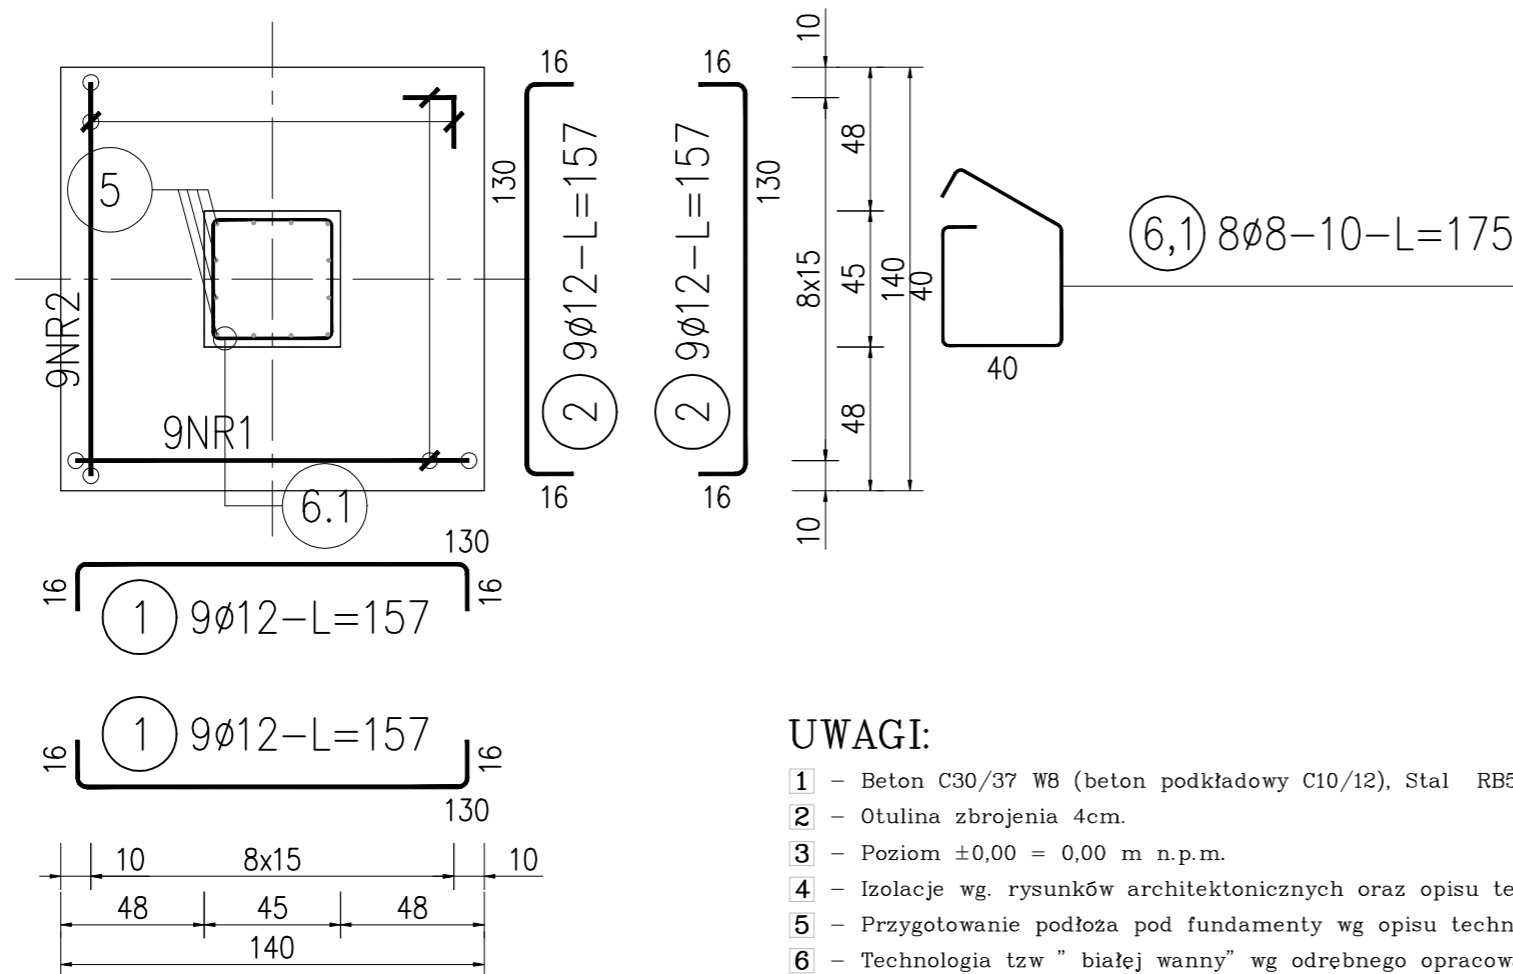 10
16
16
48
5
130
9ø12-L=157
9ø12-L=157
130
6,1 8ø8-10-L=175
8x15
45
140
40
9NR2
40
2
2
48
9NR1
16
16
6.1
10
130
16
16
1 9ø12-L=157
1 9ø12-L=157
16
16
130
10
8x15
10
48
45
48
140
UWAGI:
1 - Beton C30/37 W8 (beton podkładowy C10/12), Stal RB5
2 - Otulina zbrojenia 4cm.
3 - Poziom ±0,00 = 0,00 m n.p.m.
4 - Izolacje wg. rysunków architektonicznych oraz opisu te
5 - Przygotowanie podłoża pod fundamenty wg opisu techn
6 - Technologia tzw " białej wanny" wg odrębnego opracow